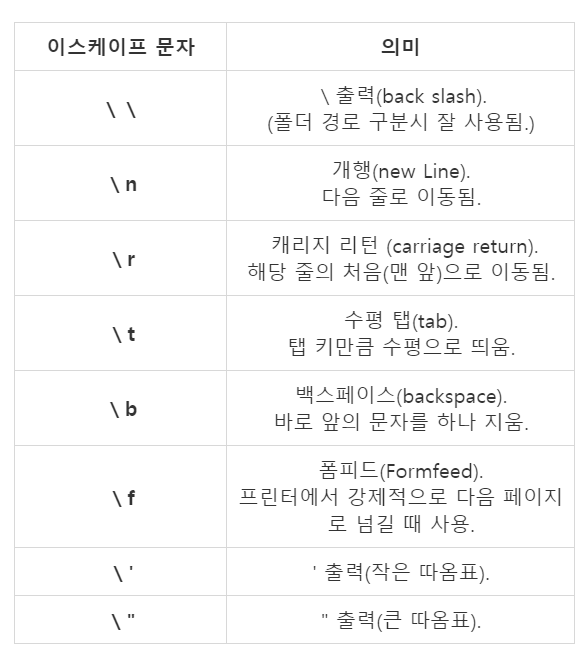 이스케이프 문자 의미
\ \ \ 출력(back slash).
(폴더 경로 구분시 잘 사용됨.)
\ n 개행(new Line).
다음 줄로 이동됨.
\ r 캐리지 리턴 (carriage return).
해당 줄의 처음(맨 앞)으로 이동됨.
\ t 수평 탭(tab).
탭 키만큼 수평으로 띄움.
\ b 백스페이스(backspace).
바로 앞의 문자를 하나 지움.
\ f 폼피드(Formfeed).
프린터에서 강제적으로 다음 페이지
로 넘길 때 사용.
\ ' ' 출력(작은 따옴표).
\ " " 출력(큰 따옴표).